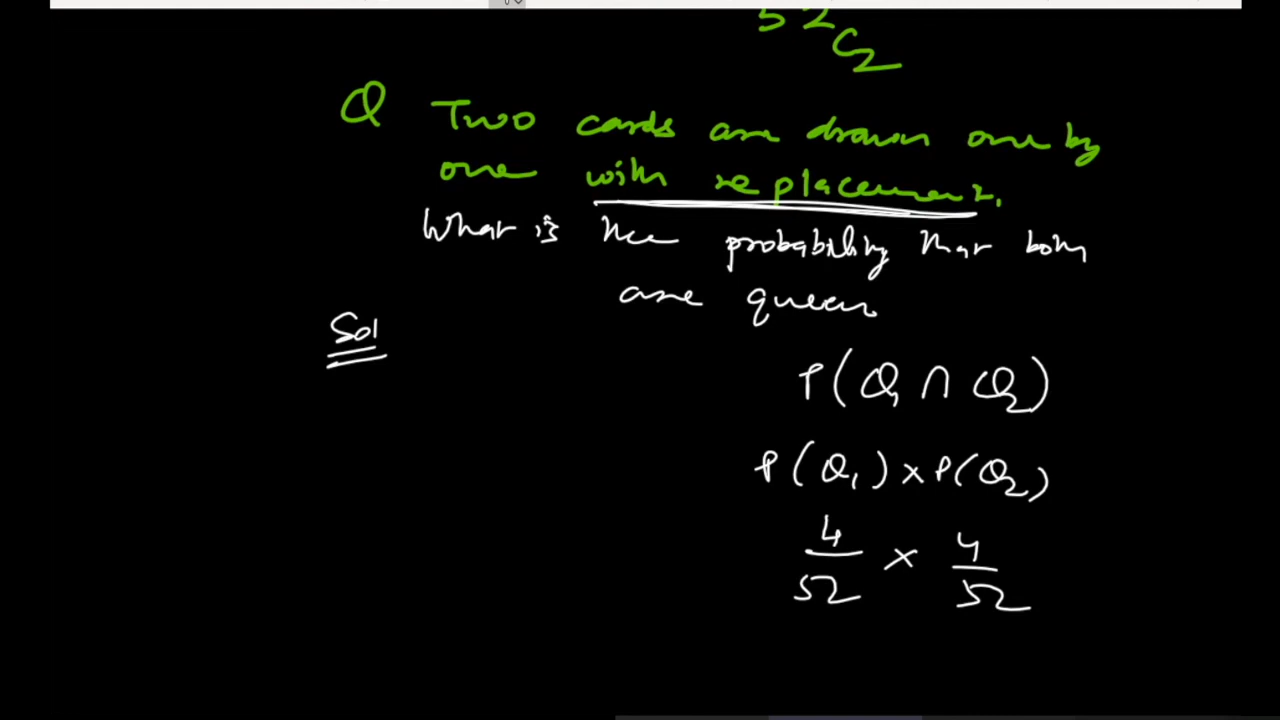 52C2
Q Two cards are drawn one by
one with replacement.
What is the probability that both
are queen
Sol
P(Q1 ∩ Q2)
P(Q1) × P(Q2)
4/52 × 4/52